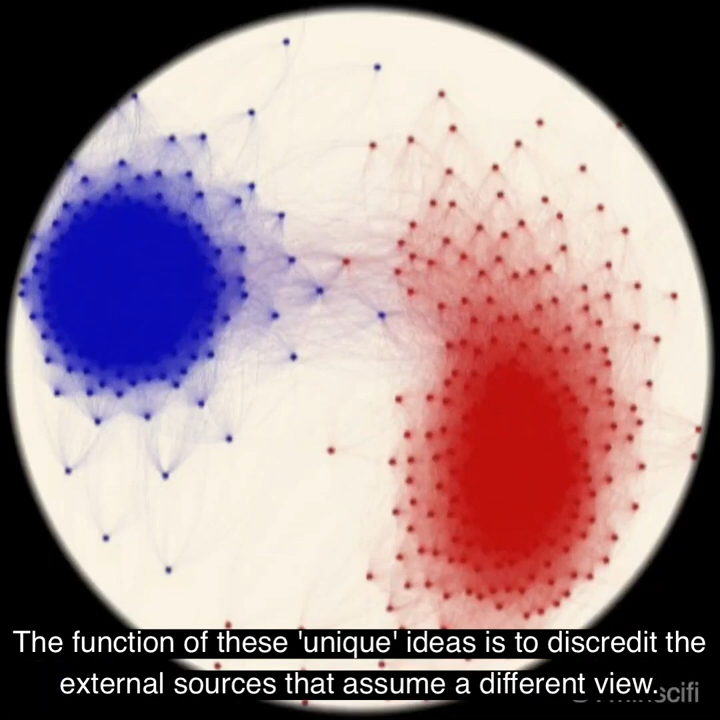 The function of these 'unique' ideas is to discredit the
external sources that assume a different view.